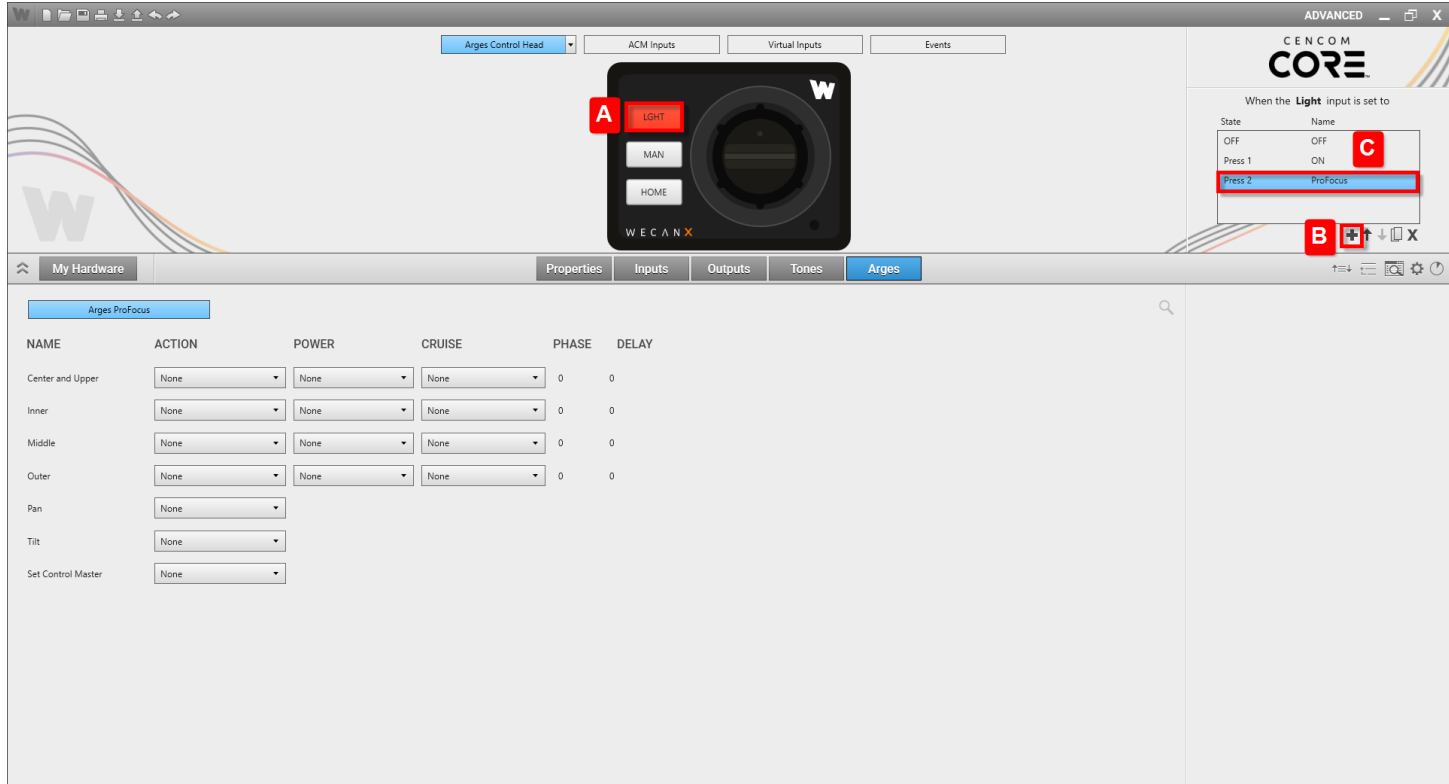 W ADVANCED X
Arges Control Head ACM Inputs Virtual Inputs Events
CENCOM
CORE
W
A LGHT
MAN
HOME
WECANX
When the Light input is set to
State Name
OFF OFF
C
Press 1 ON
Press 2 ProFocus
B X
W
My Hardware Properties Inputs Outputs Tones Arges
Arges ProFocus
NAME ACTION POWER CRUISE PHASE DELAY
Center and Upper None None None 0 0
Inner None None None 0 0
Middle None None None 0 0
Outer None None None 0 0
Pan None
Tilt None
Set Control Master None